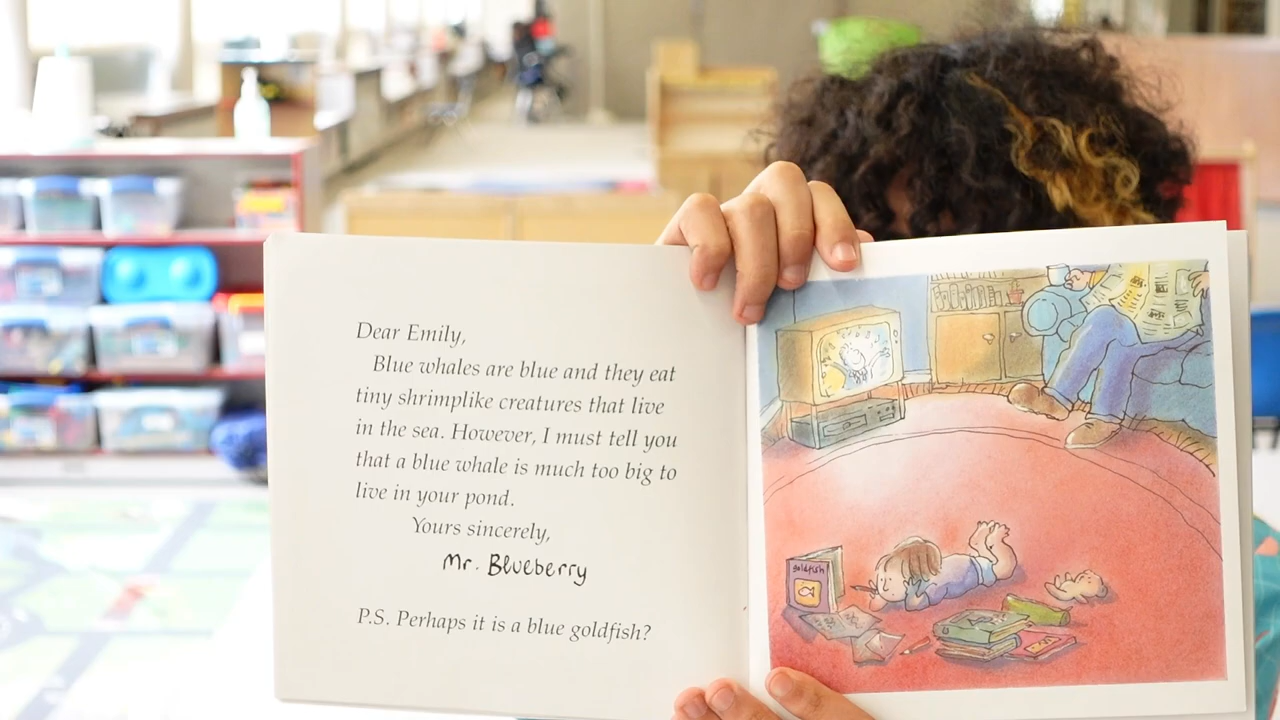 Dear Emily,
Blue whales are blue and they eat
tiny shrimplike creatures that live
in the sea. However, I must tell you
that a blue whale is much too big to
live in your pond.
Yours sincerely,
Mr. Blueberry
P.S. Perhaps it is a blue goldfish?
goldfish